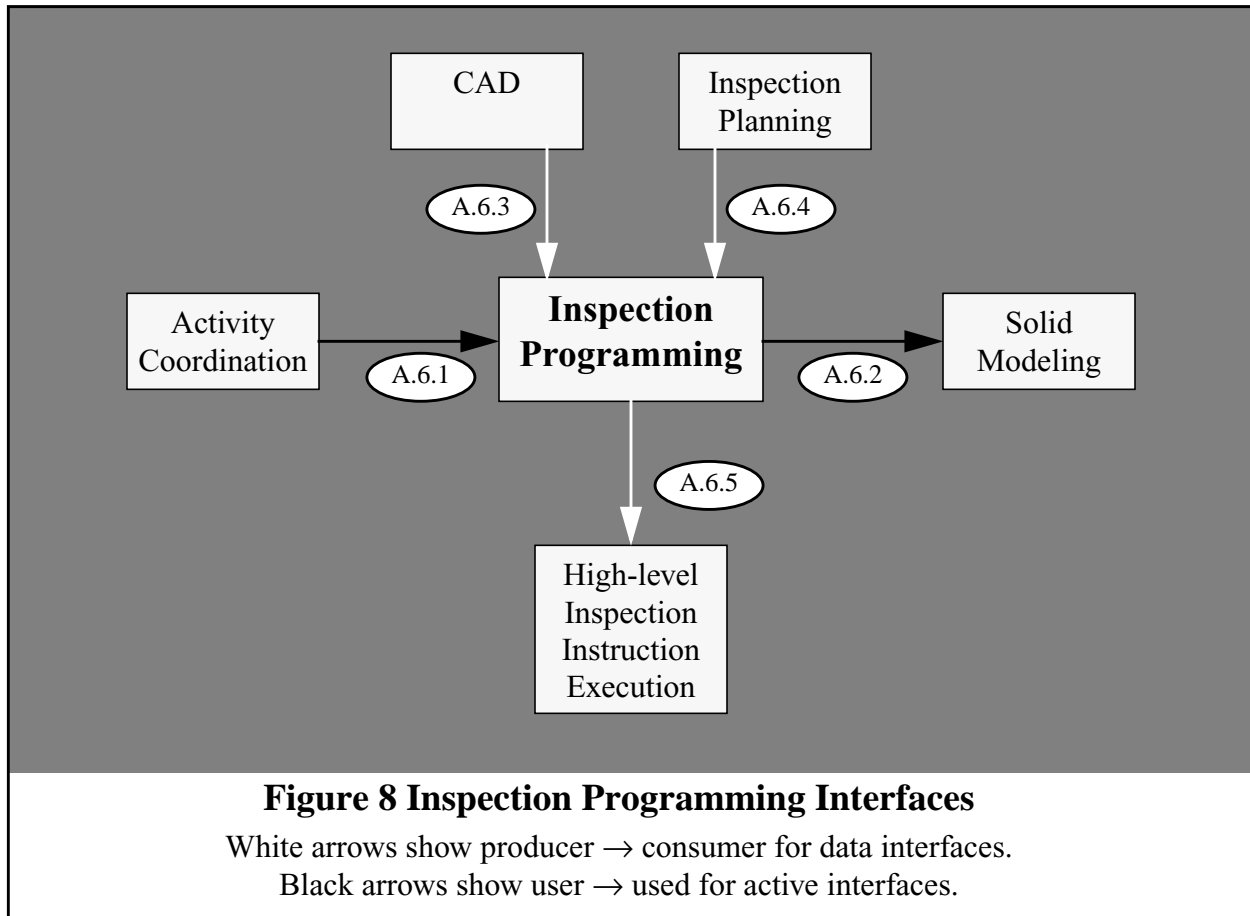 CAD
Inspection
Planning
A.6.3
A.6.4
Activity
Coordination
A.6.1
Inspection
Programming
A.6.2
Solid
Modeling
A.6.5
High-level
Inspection
Instruction
Execution
Figure 8 Inspection Programming Interfaces
White arrows show producer → consumer for data interfaces.
Black arrows show user → used for active interfaces.